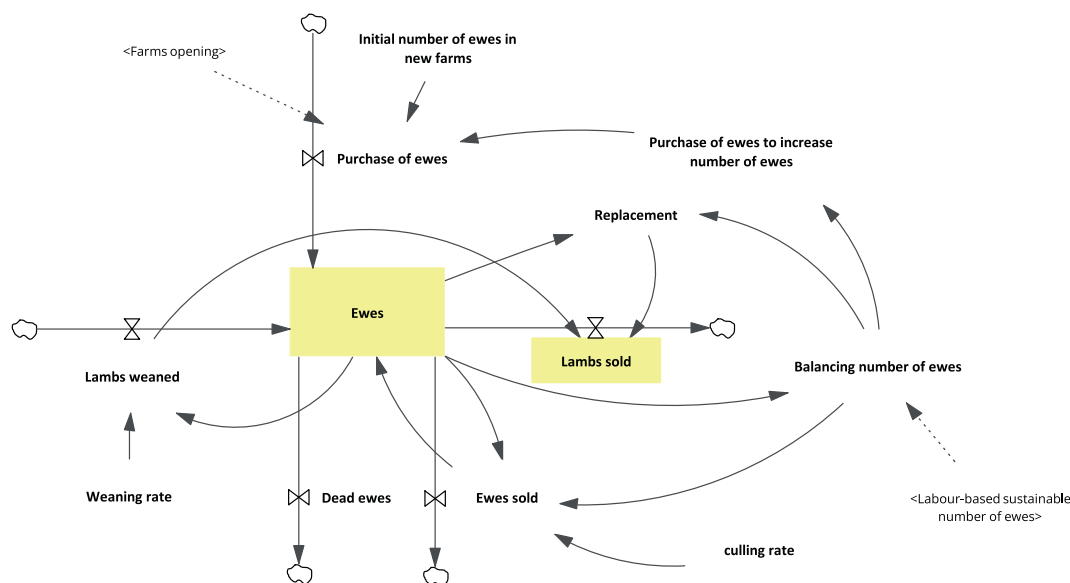 <Farms opening>
Initial number of ewes in
new farms
Purchase of ewes
Purchase of ewes to increase
number of ewes
Replacement
Ewes
Lambs sold
Lambs weaned
Balancing number of ewes
Weaning rate
Dead ewes
Ewes sold
<Labour-based sustainable
number of ewes>
culling rate